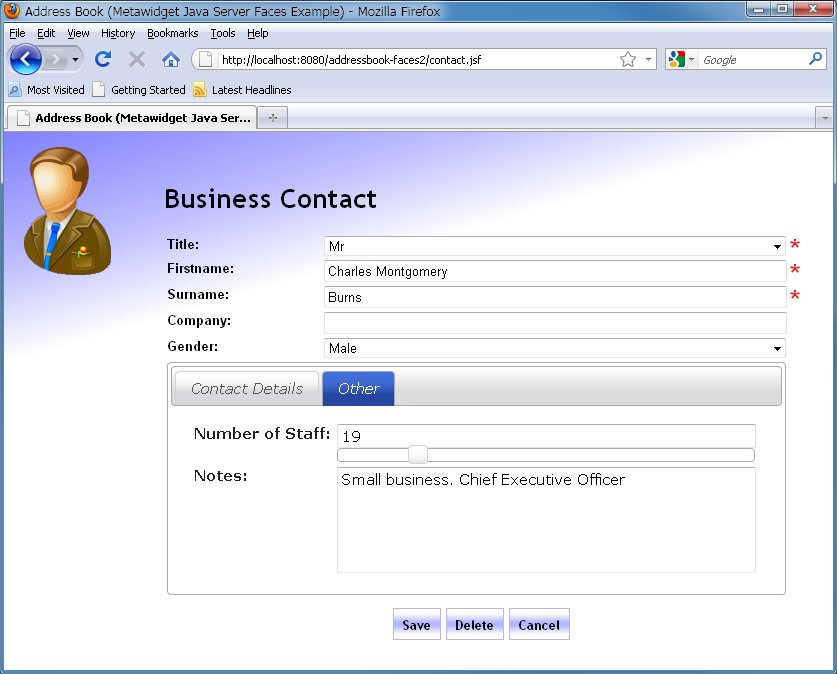 Address Book (Metawidget Java Server Faces Example) - Mozilla Firefox
File Edit View History Bookmarks Tools Help
http://localhost:8080/addressbook-faces2/contact.jsf Google
Most Visited Getting Started Latest Headlines
Address Book (Metawidget Java Ser...
Business Contact
Title: Mr *
Firstname: Charles Montgomery *
Surname: Burns *
Company:
Gender: Male
Contact Details Other
Number of Staff: 19
Notes: Small business. Chief Executive Officer
Save Delete Cancel